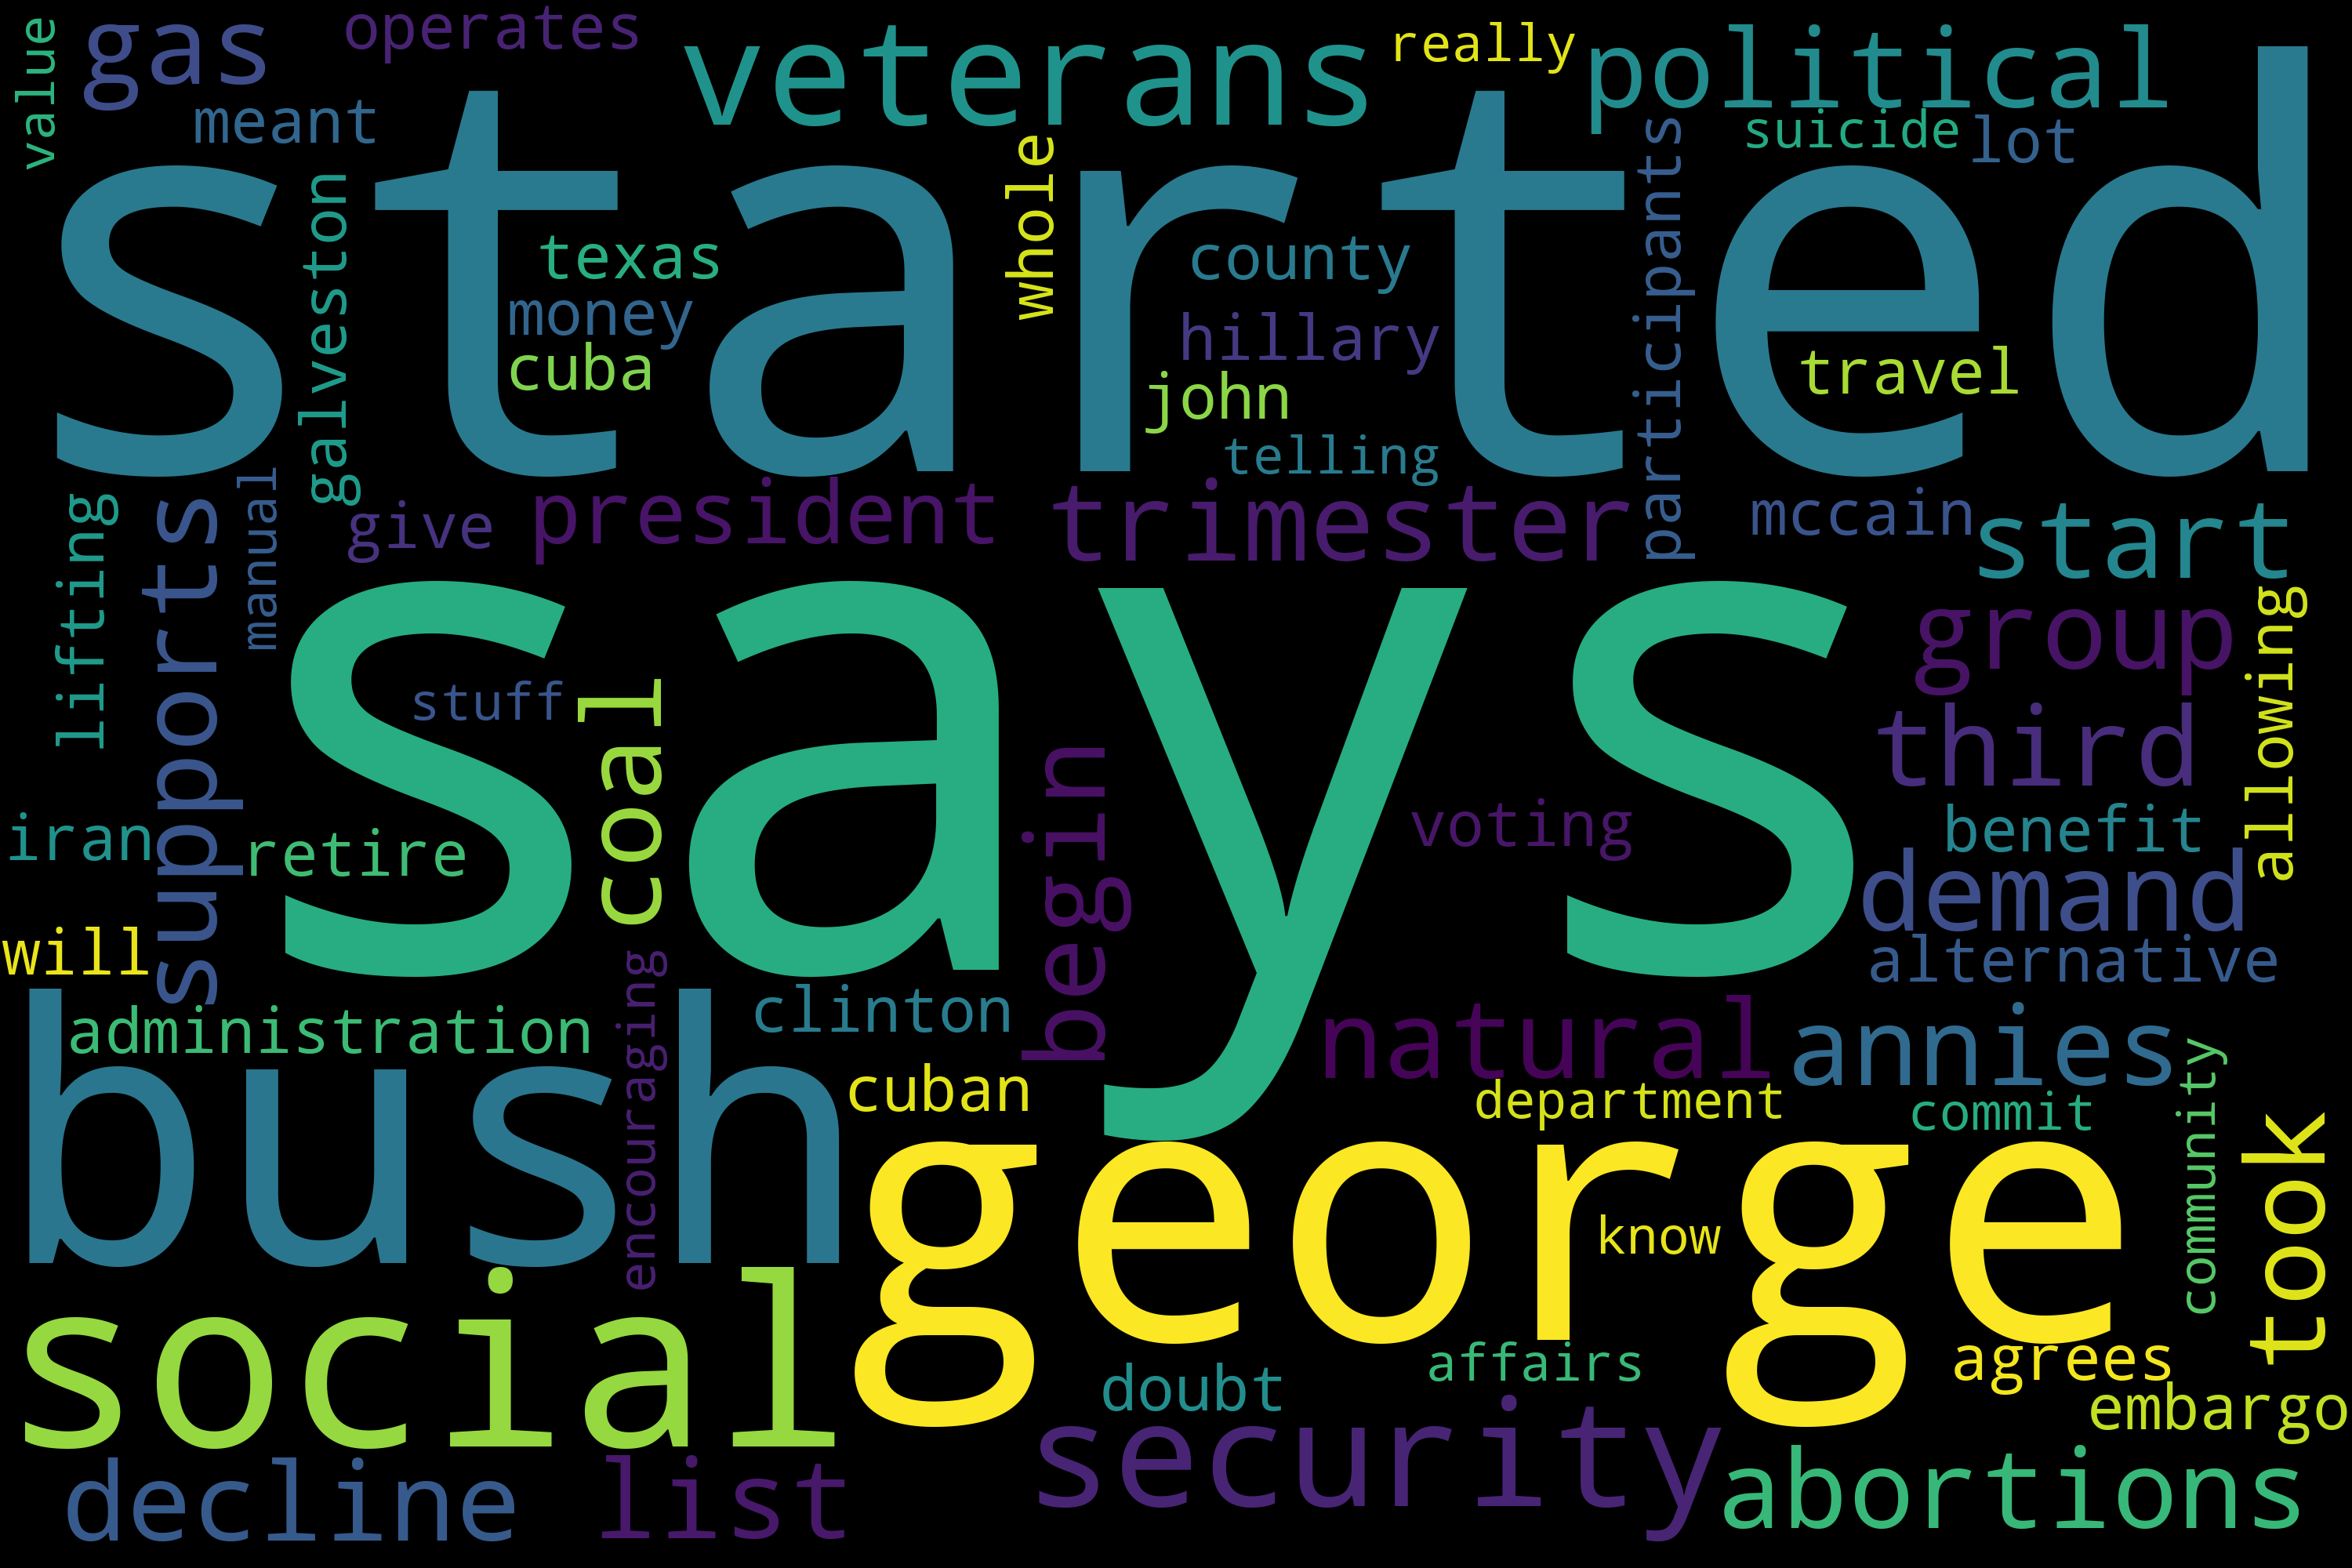 value
gas
operates
meant
veterans
really
political
suicide
lot
started
galveston
texas
money
cuba
whole
county
hillary
john
telling
participants
travel
lifting
supports
manual
give
president
trimester
mccain
start
says
stuff
coal
begin
voting
group
third
allowing
iran
retire
benefit
demand
alternative
will
administration
encouraging
clinton
cuban
natural
annies
department
commit
community
took
bush
george
know
social
doubt
affairs
agrees
embargo
security
decline
list
abortions